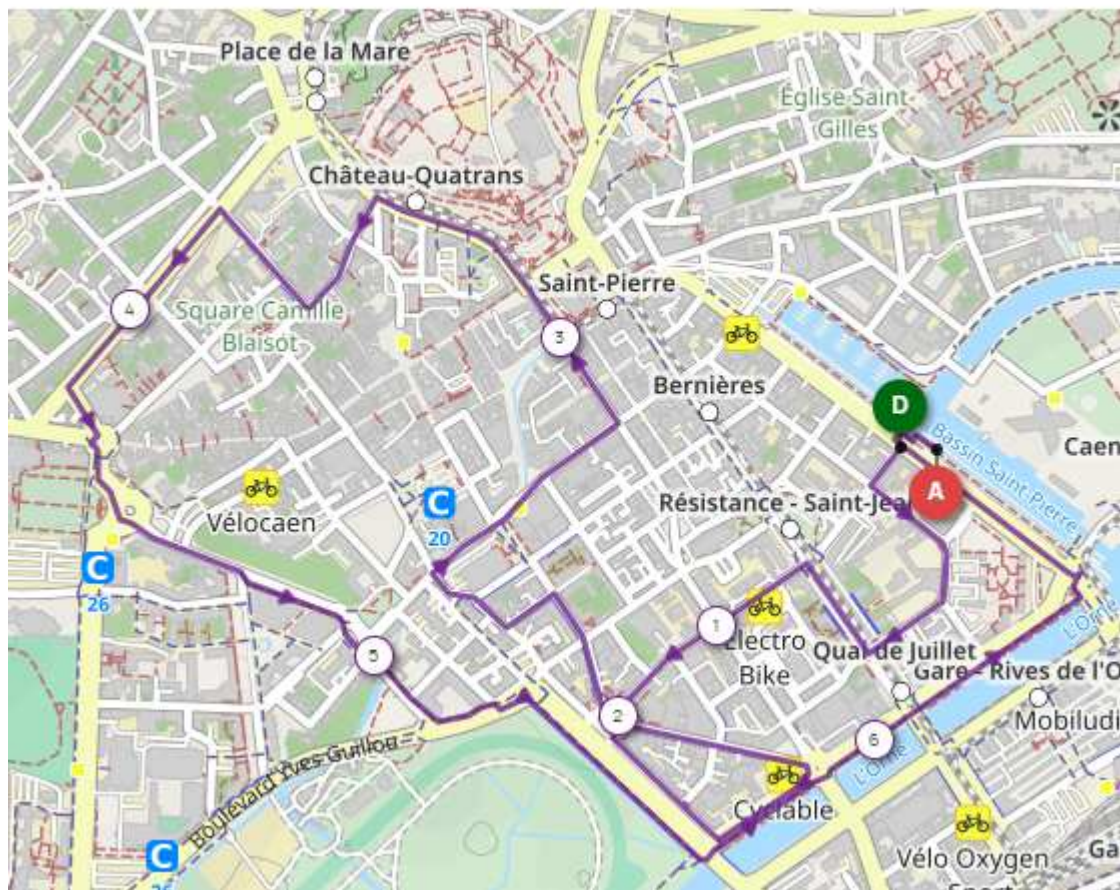 Place de la Mare
Église Saint-
Gilles
Château-Quatrans
Saint-Pierre
4
Square Camille
Blaisot
3
Bernières
D
Bassin Saint-Pierre
Caen
A
C
20
Vélocaen
Résistance - Saint-Jea
C
26
1
Electro
Bike
L'Orne
5
Quai de Juillet
Gare - Rives de l'O
Mobiludi
2
6
L'Orne
Boulevard Yves Guillou
Cyclable
C
Vélo Oxygen
Sport
Ga